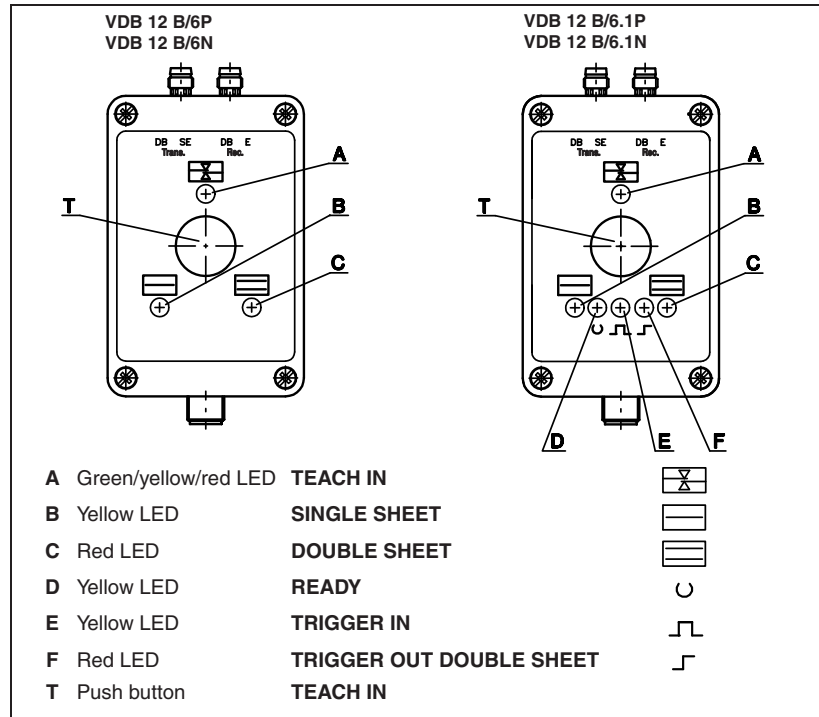 VDB 12 B/6P
VDB 12 B/6N
VDB 12 B/6.1P
VDB 12 B/6.1N
DB SE DB E
Trans. Rec.
A
T
B
C
DB SE DB E
Trans. Rec.
A
T
B
C
D E F
A Green/yellow/red LED TEACH IN
B Yellow LED SINGLE SHEET
C Red LED DOUBLE SHEET
D Yellow LED READY
E Yellow LED TRIGGER IN
F Red LED TRIGGER OUT DOUBLE SHEET
T Push button TEACH IN